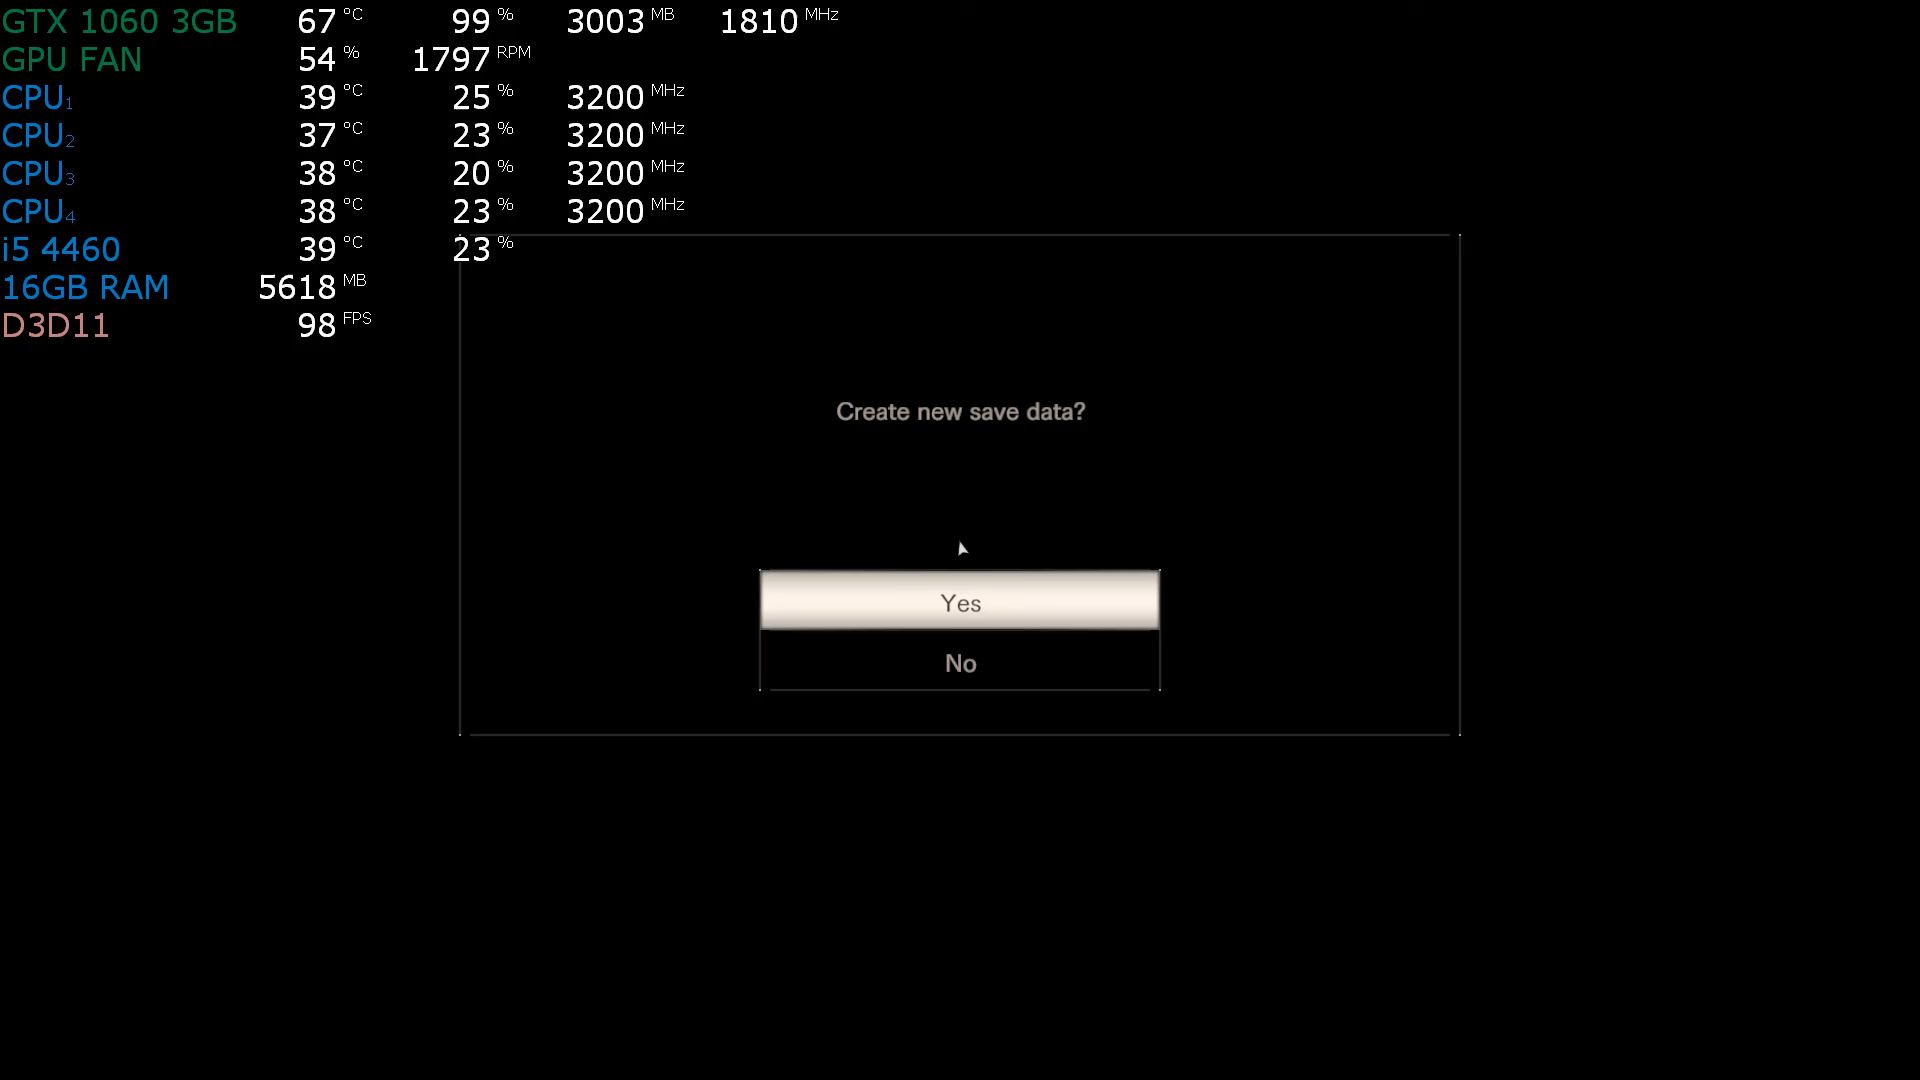 GTX 1060 3GB 67 °C 99 % 3003 MB 1810 MHz
GPU FAN 54 % 1797 RPM
CPU1 39 °C 25 % 3200 MHz
CPU2 37 °C 23 % 3200 MHz
CPU3 38 °C 20 % 3200 MHz
CPU4 38 °C 23 % 3200 MHz
i5 4460 39 °C 23 %
16GB RAM 5618 MB
D3D11 98 FPS
Create new save data?
Yes
No